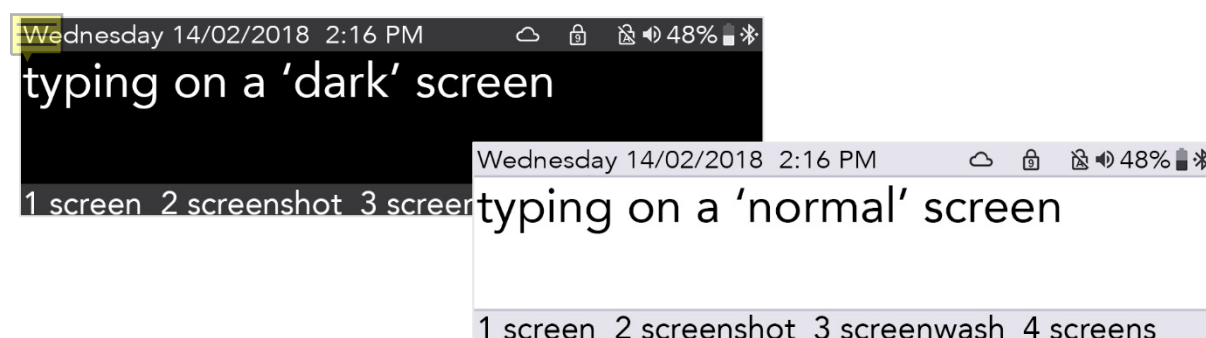 Wednesday 14/02/2018 2:16 PM 48%
typing on a ‘dark’ screen
1 screen 2 screenshot 3 screen
Wednesday 14/02/2018 2:16 PM 48%
typing on a ‘normal’ screen
1 screen 2 screenshot 3 screenwash 4 screens